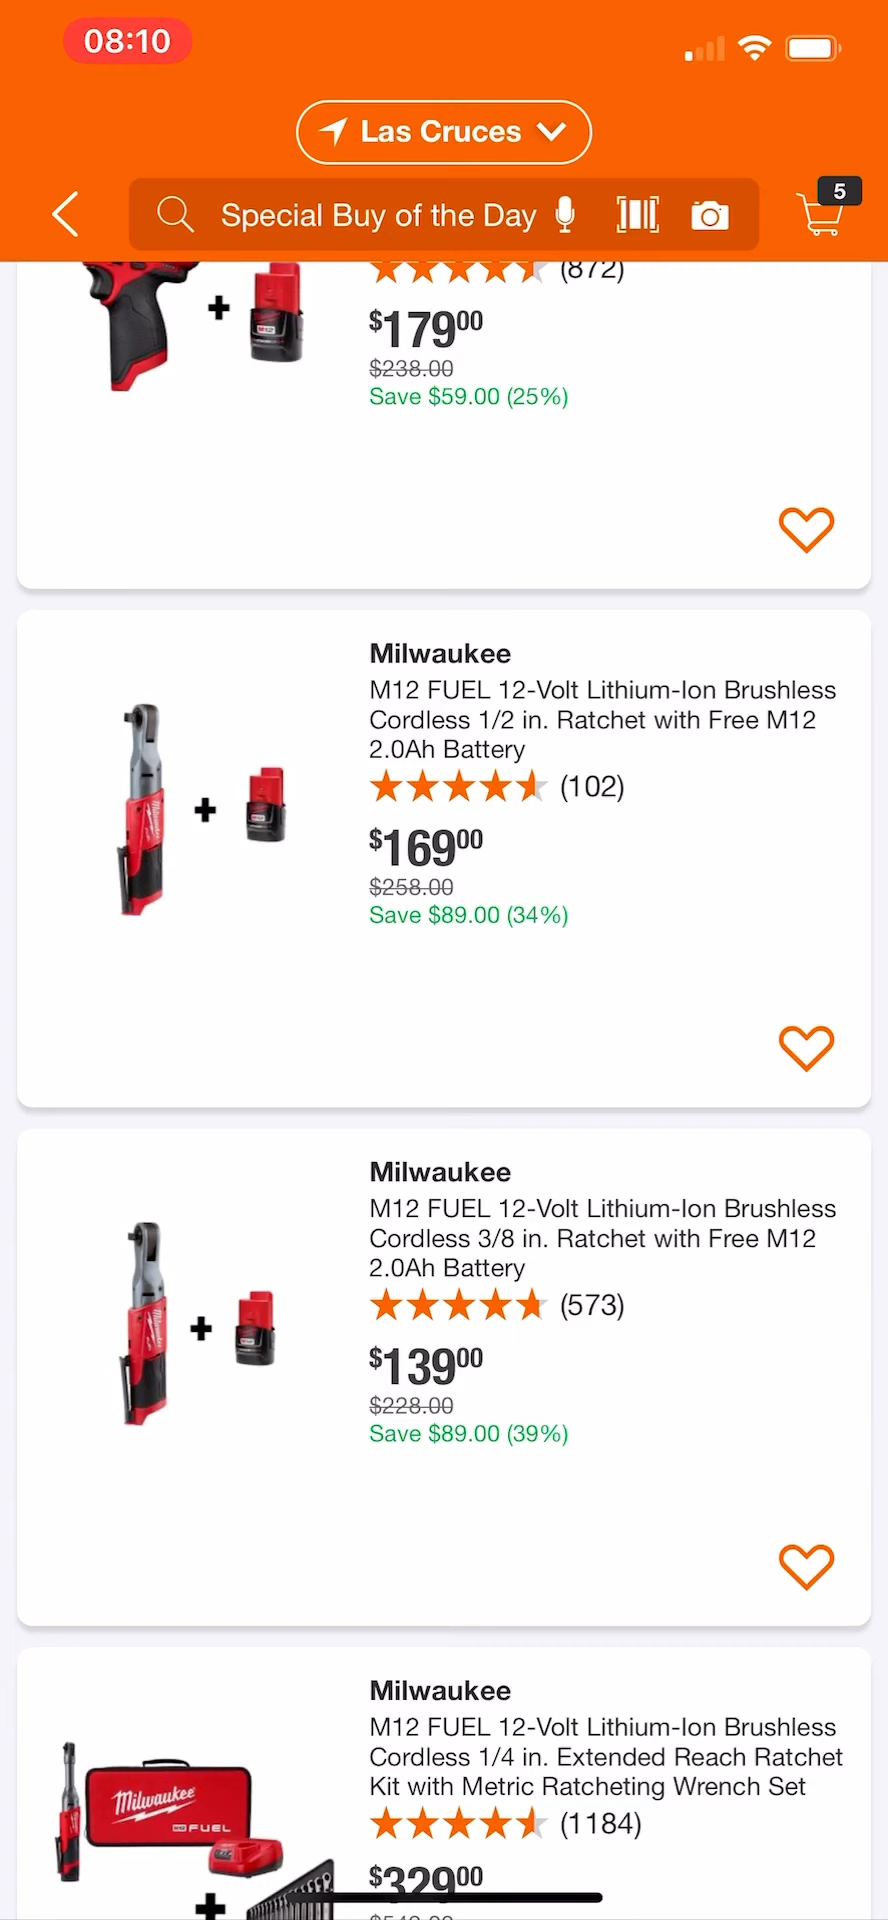 08:10
Las Cruces
Special Buy of the Day
5
(872)
$17900
$238.00
Save $59.00 (25%)
M12
Milwaukee
M12 FUEL 12-Volt Lithium-Ion Brushless
Cordless 1/2 in. Ratchet with Free M12
2.0Ah Battery
(102)
$16900
$258.00
Save $89.00 (34%)
Milwaukee
Milwaukee
M12 FUEL 12-Volt Lithium-Ion Brushless
Cordless 3/8 in. Ratchet with Free M12
2.0Ah Battery
(573)
$13900
$228.00
Save $89.00 (39%)
Milwaukee
Milwaukee
M12 FUEL 12-Volt Lithium-Ion Brushless
Cordless 1/4 in. Extended Reach Ratchet
Kit with Metric Ratcheting Wrench Set
(1184)
$32900
Milwaukee
M12 FUEL